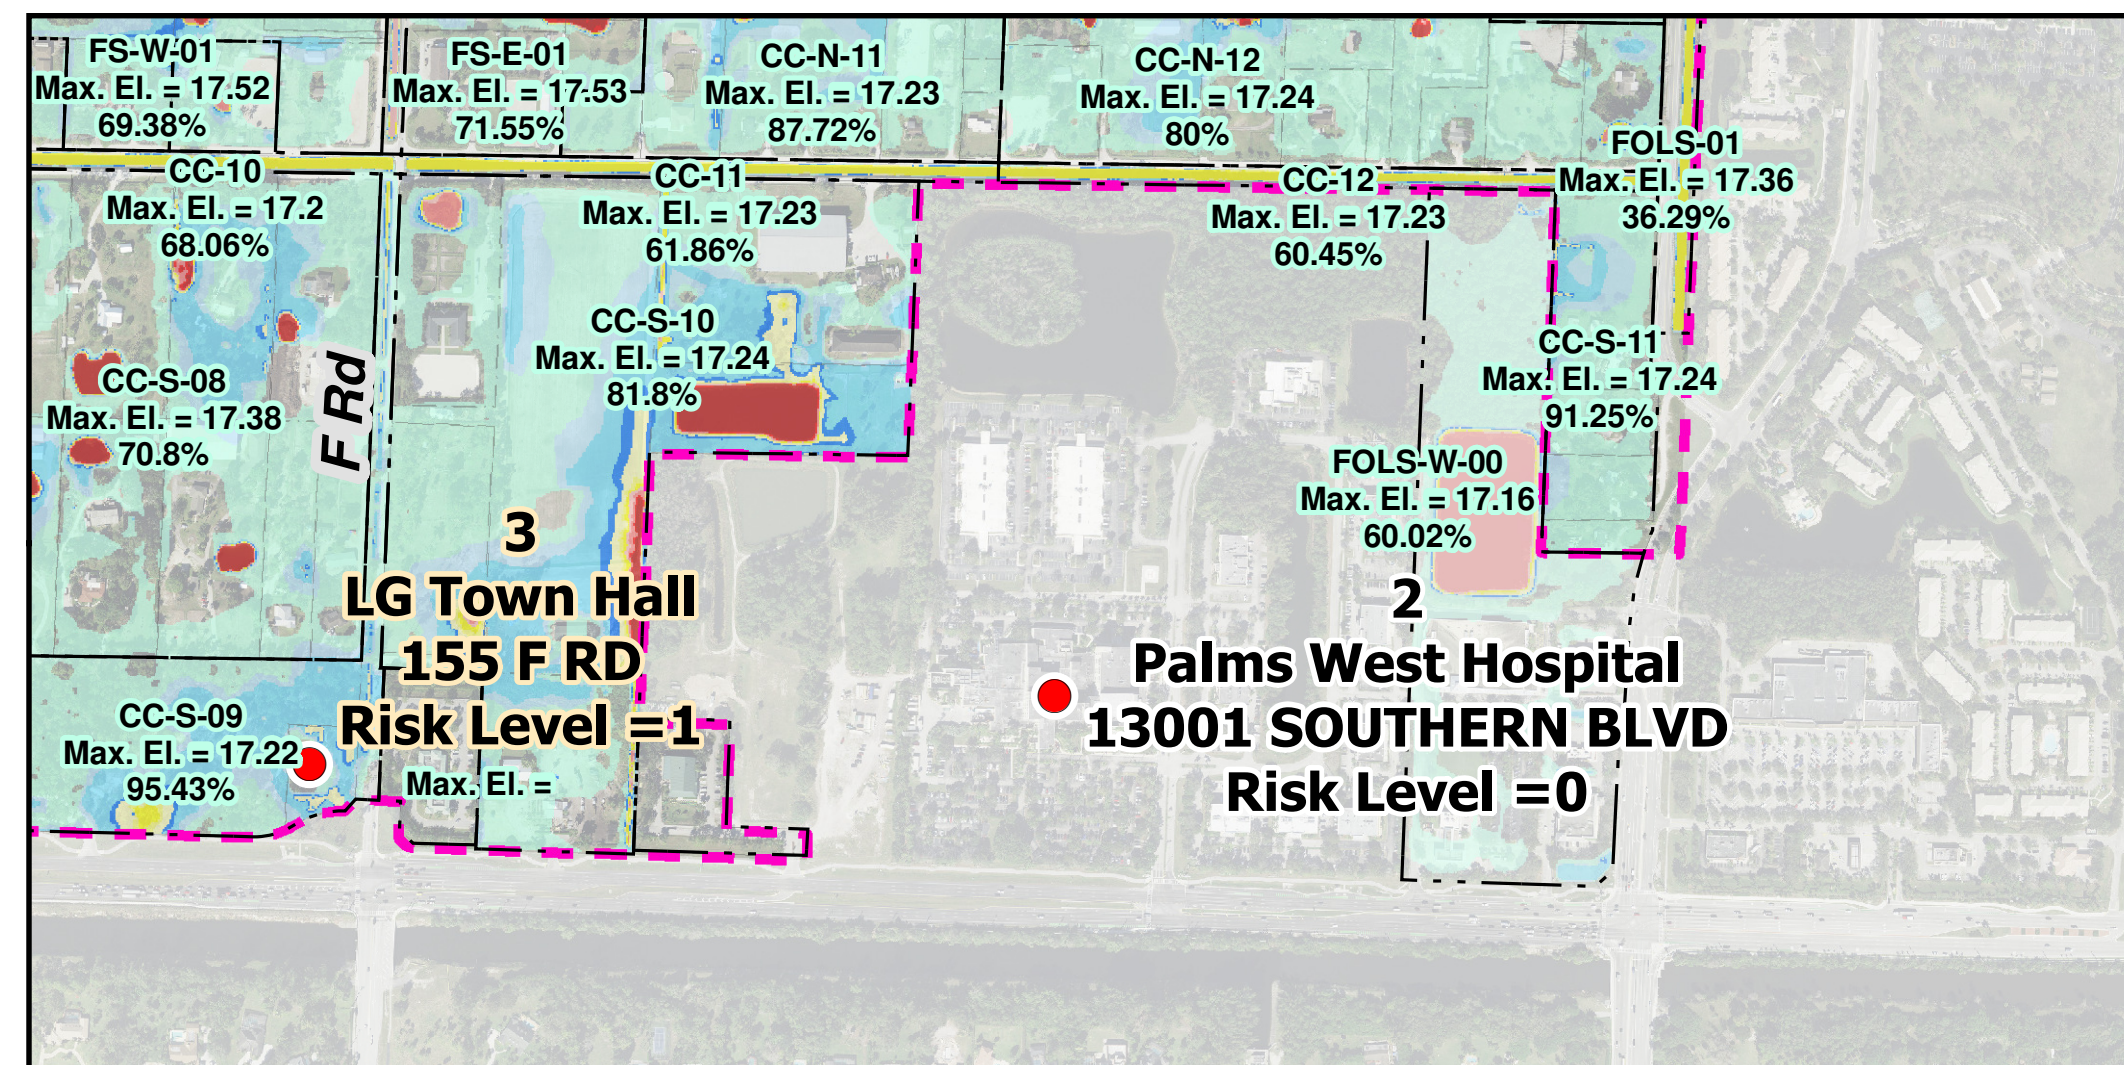 FS-W-01
Max. El. = 17.52
69.38%
FS-E-01
Max. El. = 17.53
71.55%
CC-N-11
Max. El. = 17.23
87.72%
CC-N-12
Max. El. = 17.24
80%
FOLS-01
Max. El. = 17.36
36.29%
CC-10
Max. El. = 17.2
68.06%
CC-11
Max. El. = 17.23
61.86%
CC-12
Max. El. = 17.23
60.45%
CC-S-10
Max. El. = 17.24
81.8%
CC-S-11
Max. El. = 17.24
91.25%
CC-S-08
Max. El. = 17.38
70.8%
F Rd
FOLS-W-00
Max. El. = 17.16
60.02%
3
LG Town Hall
155 F RD
Risk Level =1
2
Palms West Hospital
13001 SOUTHERN BLVD
Risk Level =0
CC-S-09
Max. El. = 17.22
95.43%
Max. El. =